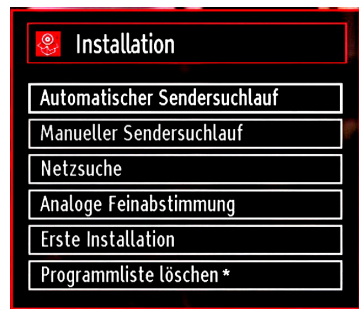 Installation
Automatischer Sendersuchlauf
Manueller Sendersuchlauf
Netzsuche
Analoge Feinabstimmung
Erste Installation
Programmliste löschen *